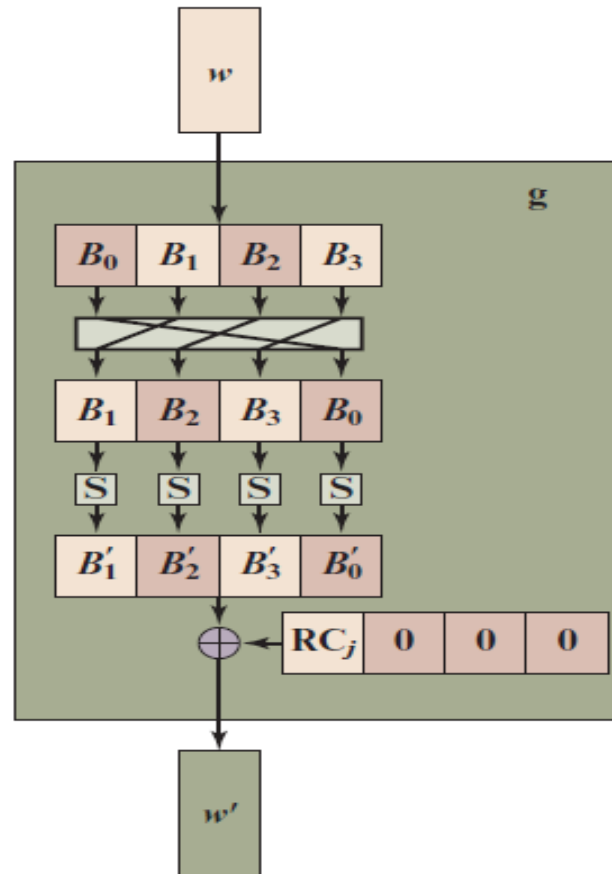 w
g
B₀ B₁ B₂ B₃
B₁ B₂ B₃ B₀
S S S S
B′₁ B′₂ B′₃ B′₀
RCⱼ 0 0 0
w′